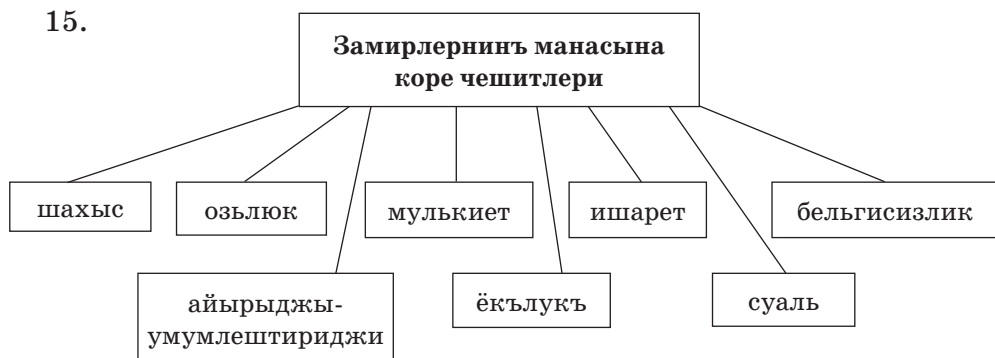 15.
Замирлернинъ манасына
коре чешитлери
шахыс
озьлюк
мулькиет
ишарет
бельгисизлик
айырыджы-
умумлештириджи
ёкълукъ
суаль